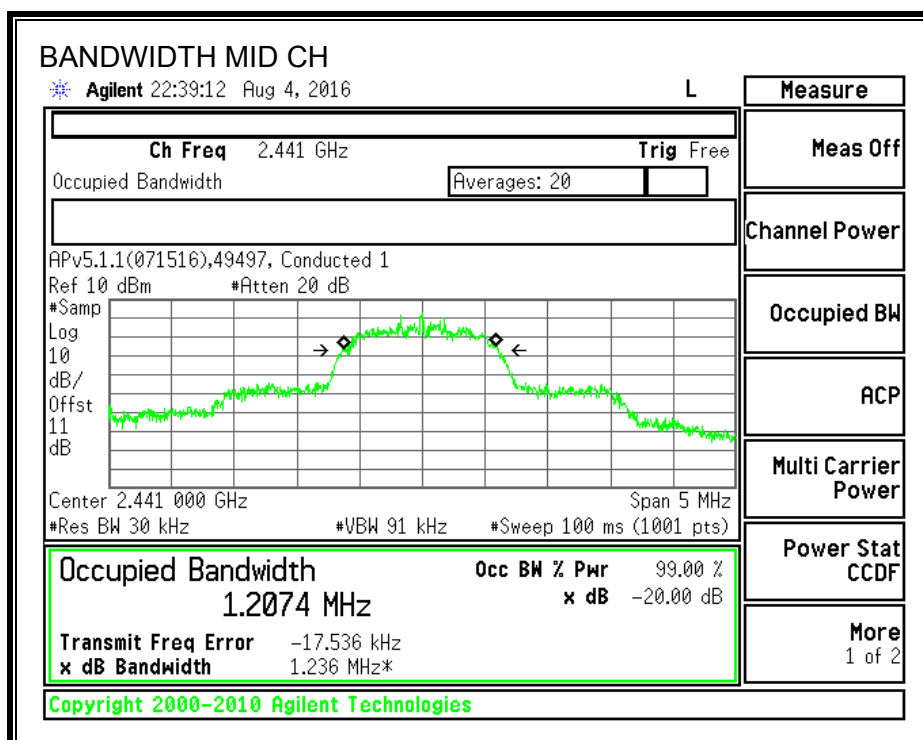 BANDWIDTH MID CH
Agilent 22:39:12 Aug 4, 2016 L
Measure
Ch Freq 2.441 GHz Trig Free
Meas Off
Occupied Bandwidth Averages: 20
Channel Power
APv5.1.1(071516),49497, Conducted 1
Ref 10 dBm #Atten 20 dB
#Samp
Log
10
dB/
Offst
11
dB
Occupied BW
ACP
Multi Carrier
Power
Center 2.441 000 GHz Span 5 MHz
#Res BW 30 kHz #VBW 91 kHz #Sweep 100 ms (1001 pts)
Power Stat
CCDF
Occupied Bandwidth Occ BW % Pwr 99.00 %
1.2074 MHz x dB -20.00 dB
Transmit Freq Error -17.536 kHz
x dB Bandwidth 1.236 MHz*
More
1 of 2
Copyright 2000-2010 Agilent Technologies